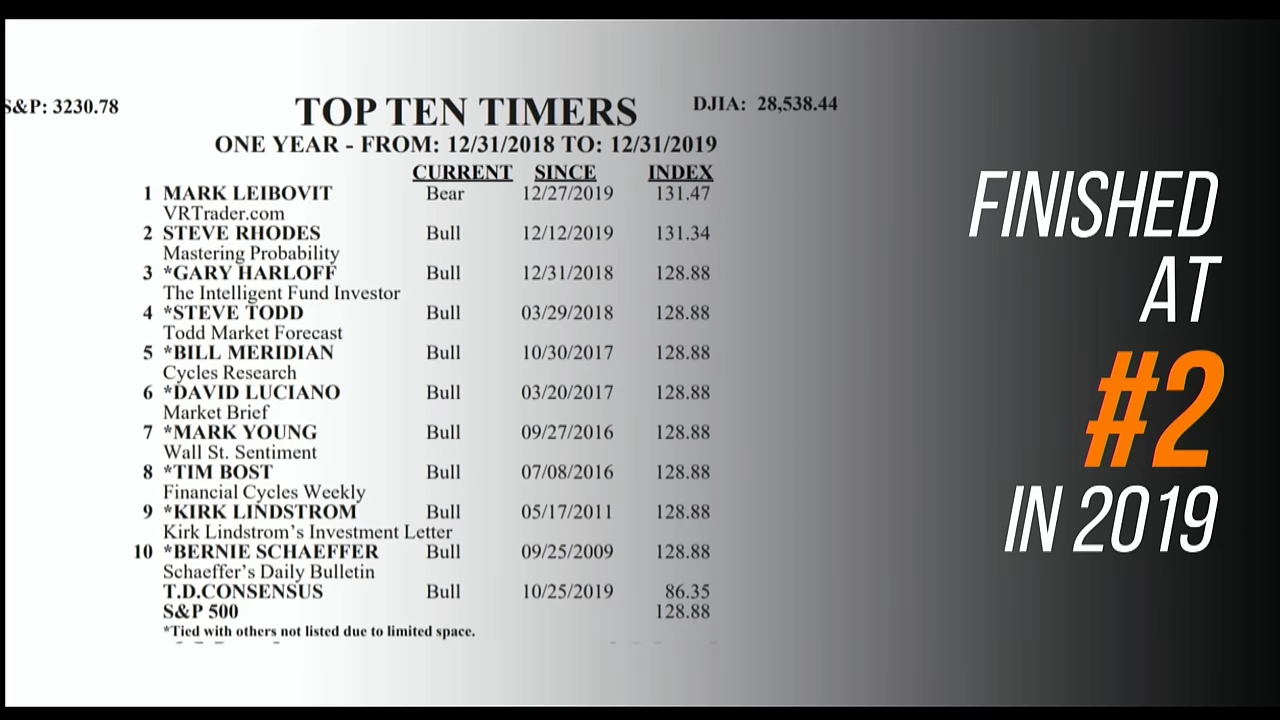 S&P: 3230.78
TOP TEN TIMERS
DJIA: 28,538.44
ONE YEAR - FROM: 12/31/2018 TO: 12/31/2019
CURRENT SINCE INDEX
1 MARK LEIBOVIT Bear 12/27/2019 131.47
VRTrader.com
2 STEVE RHODES Bull 12/12/2019 131.34
Mastering Probability
3 *GARY HARLOFF Bull 12/31/2018 128.88
The Intelligent Fund Investor
4 *STEVE TODD Bull 03/29/2018 128.88
Todd Market Forecast
5 *BILL MERIDIAN Bull 10/30/2017 128.88
Cycles Research
6 *DAVID LUCIANO Bull 03/20/2017 128.88
Market Brief
7 *MARK YOUNG Bull 09/27/2016 128.88
Wall St. Sentiment
8 *TIM BOST Bull 07/08/2016 128.88
Financial Cycles Weekly
9 *KIRK LINDSTROM Bull 05/17/2011 128.88
Kirk Lindstrom's Investment Letter
10 *BERNIE SCHAEFFER Bull 09/25/2009 128.88
Schaeffer's Daily Bulletin
T.D.CONSENSUS Bull 10/25/2019 86.35
S&P 500 128.88
*Tied with others not listed due to limited space.
FINISHED
AT
#2
IN 2019